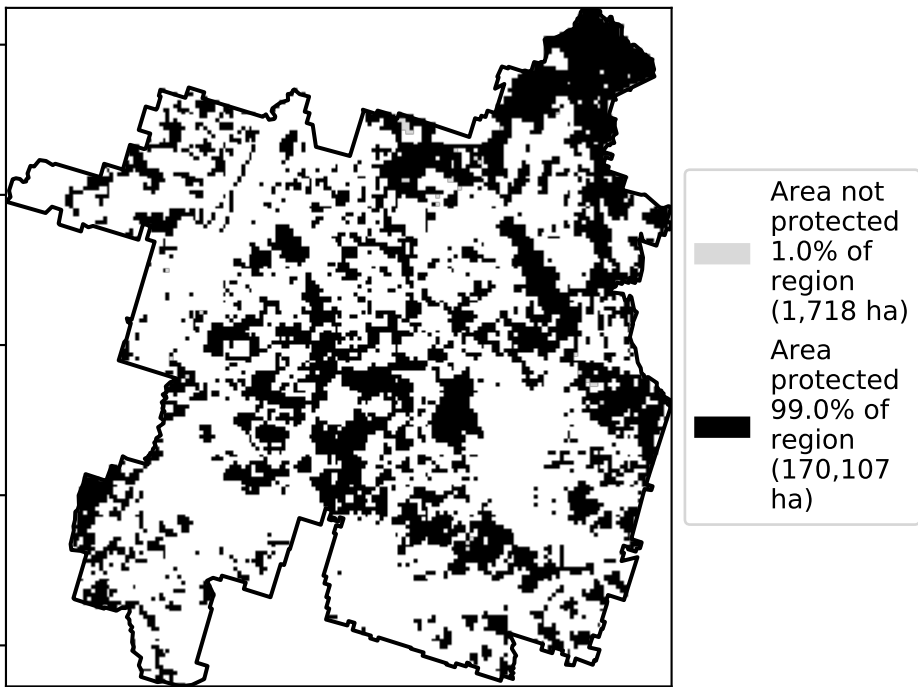 Area not
protected
1.0% of
region
(1,718 ha)
Area
protected
99.0% of
region
(170,107
ha)